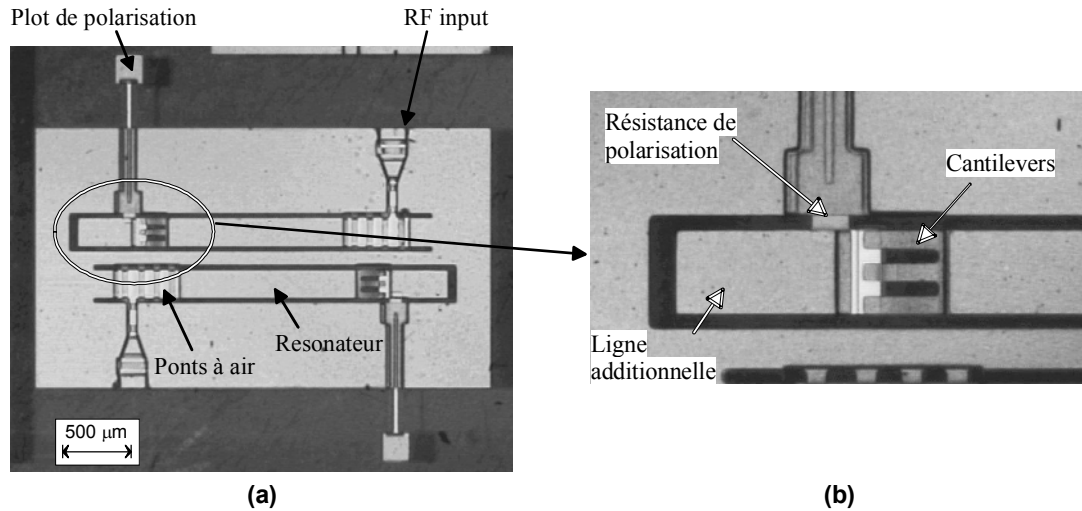 Plot de polarisation
RF input
Ponts à air
Resonateur
500 μm
(a)
Résistance de
polarisation
Cantilevers
Ligne
additionnelle
(b)